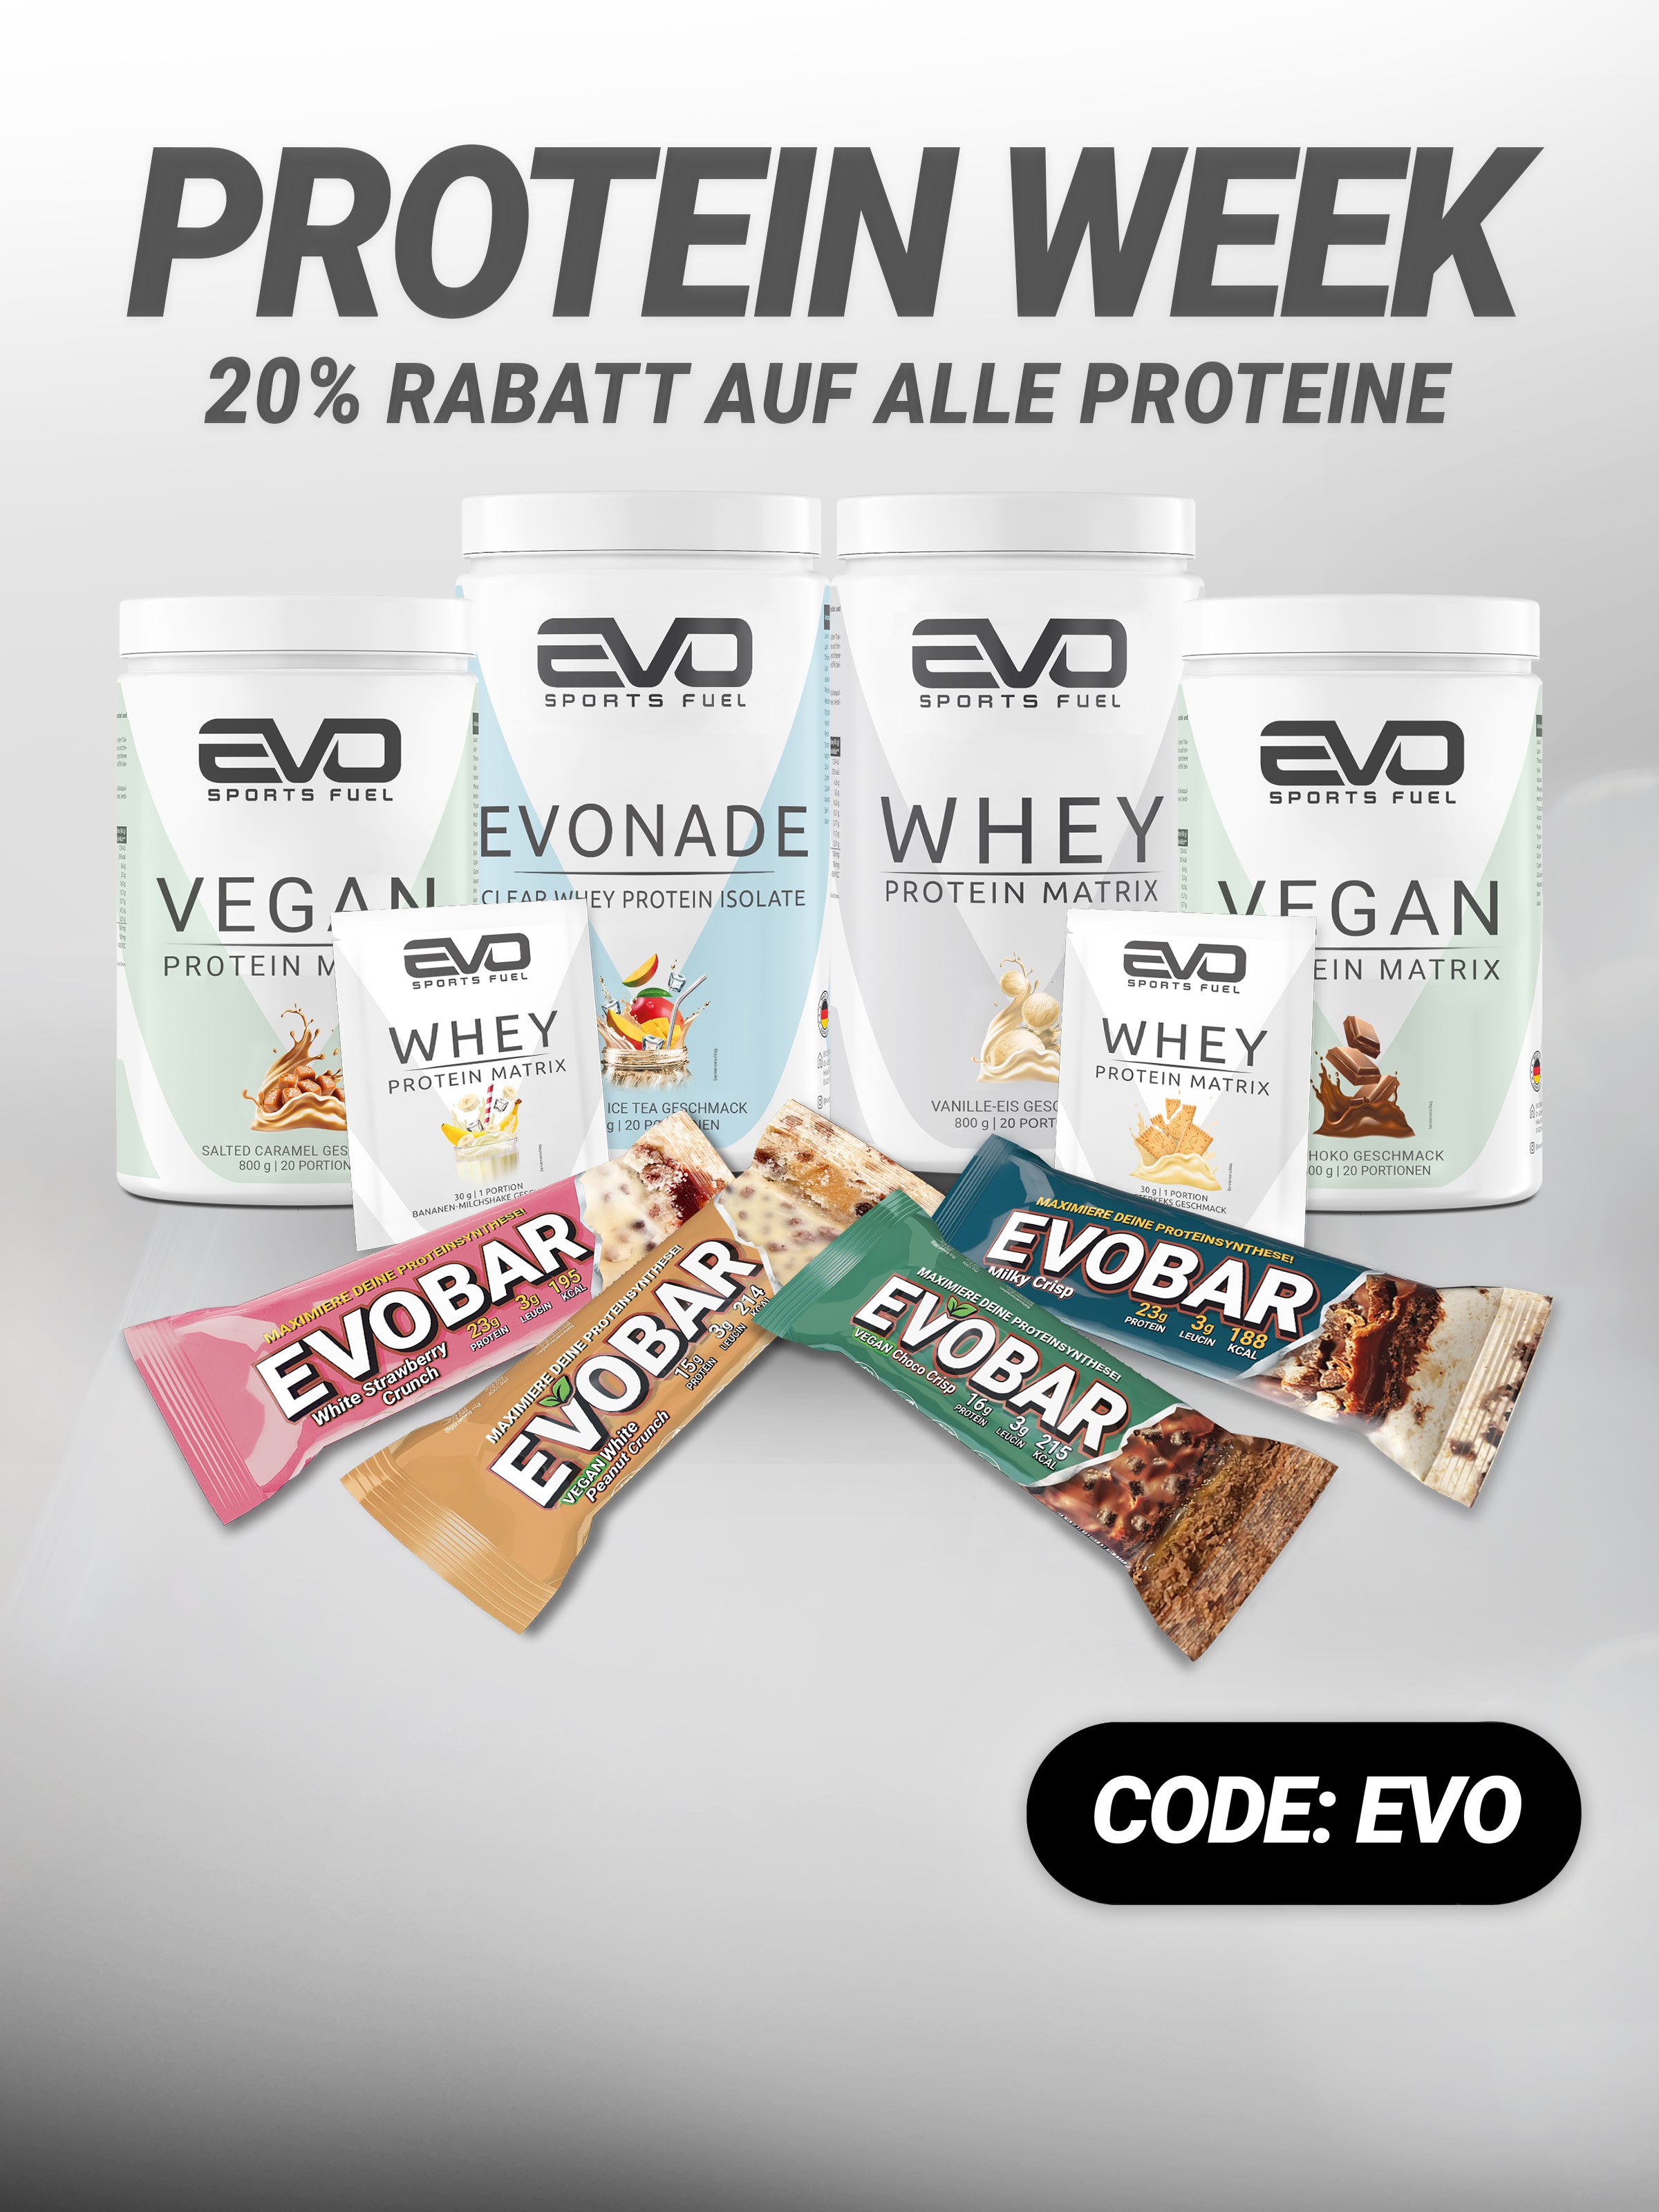 PROTEIN WEEK
20% RABATT AUF ALLE PROTEINE
EVO
SPORTS FUEL
VEGAN
PROTEIN
SALTED CARAMEL
800 g | 20
EVO
SPORTS FUEL
EVONADE
CLEAR WHEY PROTEIN ISOLATE
ICE TEA GESCHMACK
g | 20
EVO
SPORTS FUEL
WHEY
PROTEIN MATRIX
VANILLE-EIS
800 g | 20
EVO
SPORTS FUEL
VEGAN
MATRIX
GESCHMACK
20 PORTIONEN
EVO
SPORTS FUEL
WHEY
PROTEIN MATRIX
30 g | 1 PORTION
BANANEN-MILCHSHAKE
EVO
SPORTS FUEL
WHEY
PROTEIN MATRIX
30 g | 1 PORTION
GESCHMACK
MAXIMIERE DEINE PROTEINSYNTHESE!
EVOBAR
White Strawberry
Crunch
23g PROTEIN
3g LEUCIN
195 KCAL
MAXIMIERE DEINE PROTEINSYNTHESE!
EVOBAR
VEGAN White
Peanut Crunch
15g PROTEIN
3g LEUCIN
214 KCAL
MAXIMIERE DEINE PROTEINSYNTHESE!
EVOBAR
VEGAN Choco Crisp
16g PROTEIN
3g LEUCIN
215 KCAL
MAXIMIERE DEINE PROTEINSYNTHESE!
EVOBAR
Milky Crisp
23g PROTEIN
3g LEUCIN
188 KCAL
CODE: EVO